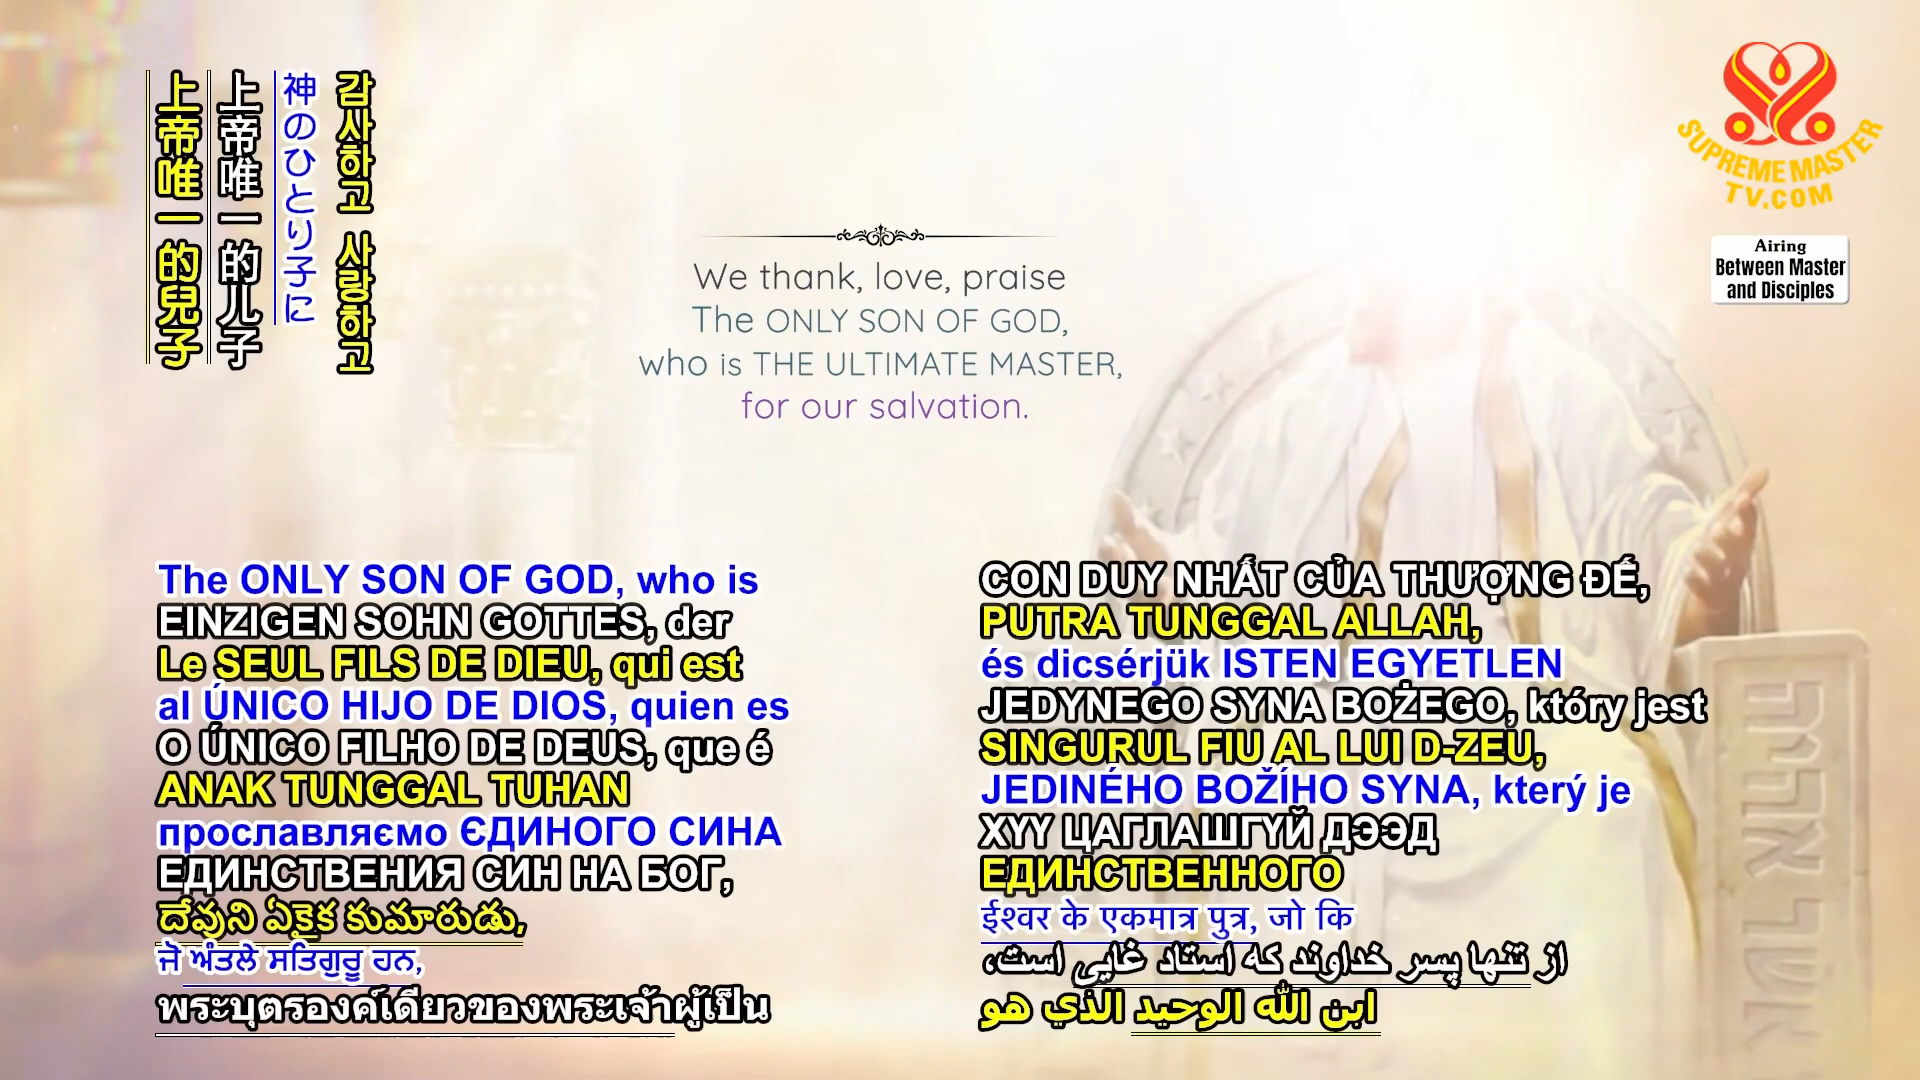 上帝唯一的兒子
上帝唯一的儿子
神のひとり子に
감사하고 사랑하고
SUPREME MASTER
TV.COM
Airing
Between Master
and Disciples
We thank, love, praise
The ONLY SON OF GOD,
who is THE ULTIMATE MASTER,
for our salvation.
The ONLY SON OF GOD, who is
EINZIGEN SOHN GOTTES, der
Le SEUL FILS DE DIEU, qui est
al ÚNICO HIJO DE DIOS, quien es
O ÚNICO FILHO DE DEUS, que é
ANAK TUNGGAL TUHAN
прославляємо ЄДИНОГО СИНА
ЕДИНСТВЕНИЯ СИН НА БОГ,
దేవుని ఏకైక కుమారుడు,
ਜੋ ਅੰਤਲੇ ਸਤਿਗੁਰੂ ਹਨ,
พระบุตรองค์เดียวของพระเจ้าผู้เป็น
CON DUY NHẤT CỦA THƯỢNG ĐẾ,
PUTRA TUNGGAL ALLAH,
és dicsérjük ISTEN EGYETLEN
JEDYNEGO SYNA BOŻEGO, który jest
SINGURUL FIU AL LUI D-ZEU,
JEDINÉHO BOŽÍHO SYNA, který je
ХҮҮ ЦАГЛАШГҮЙ ДЭЭД
ЕДИНСТВЕННОГО
ईश्वर के एकमात्र पुत्र, जो कि
از تنها پسر خداوند که استاد غایی است،
ابن الله الوحيد الذي هو
אשר אהיה